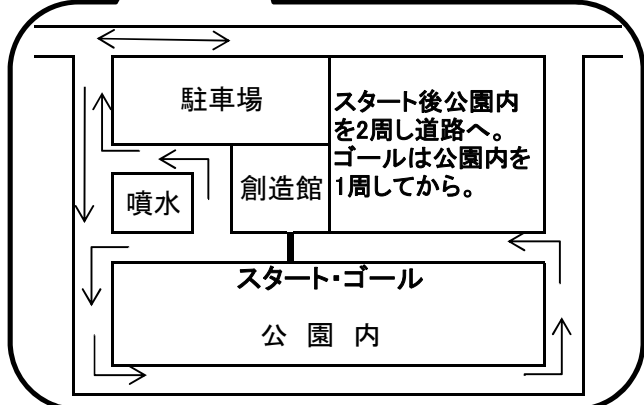 駐車場
スタート後公園内
を2周し道路へ。
ゴールは公園内を
1周してから。
創造館
噴水
スタート・ゴール
公 園 内